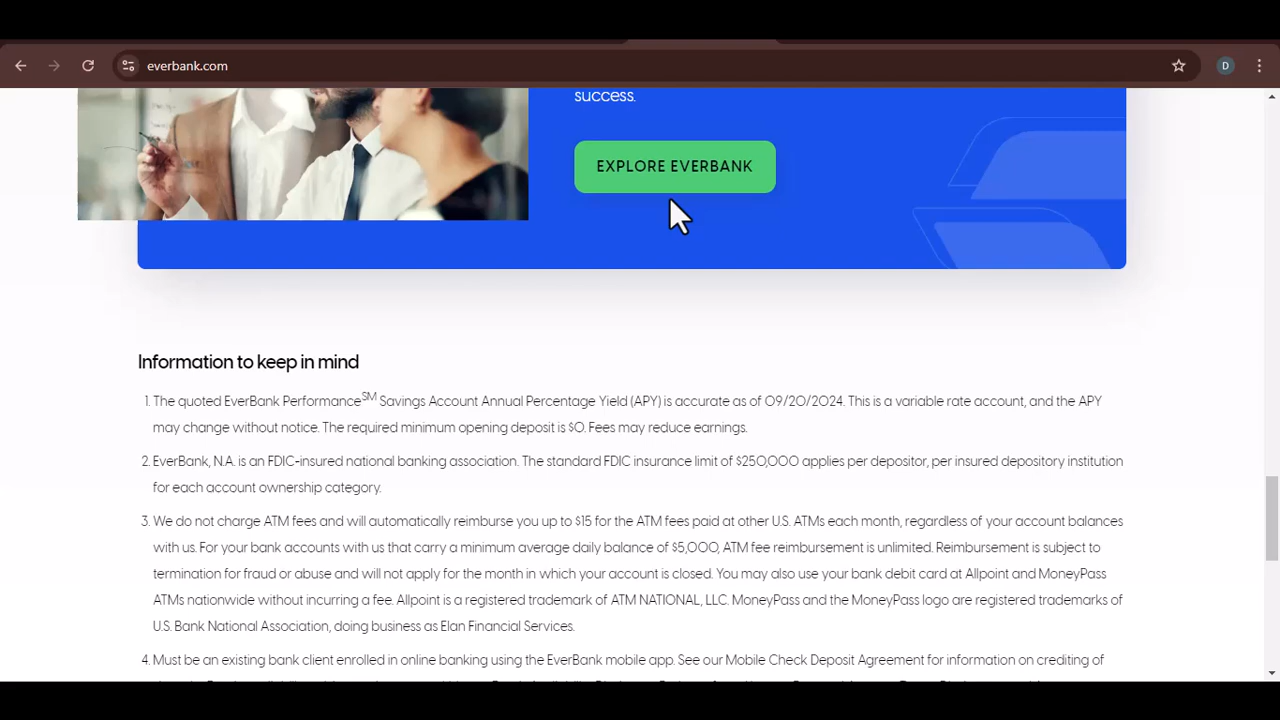 everbank.com
D
success.
EXPLORE EVERBANK
Information to keep in mind
1. The quoted EverBank Performance℠ Savings Account Annual Percentage Yield (APY) is accurate as of 09/20/2024. This is a variable rate account, and the APY
may change without notice. The required minimum opening deposit is $0. Fees may reduce earnings.
2. EverBank, N.A. is an FDIC-insured national banking association. The standard FDIC insurance limit of $250,000 applies per depositor, per insured depository institution
for each account ownership category.
3. We do not charge ATM fees and will automatically reimburse you up to $15 for the ATM fees paid at other U.S. ATMs each month, regardless of your account balances
with us. For your bank accounts with us that carry a minimum average daily balance of $5,000, ATM fee reimbursement is unlimited. Reimbursement is subject to
termination for fraud or abuse and will not apply for the month in which your account is closed. You may also use your bank debit card at Allpoint and MoneyPass
ATMs nationwide without incurring a fee. Allpoint is a registered trademark of ATM NATIONAL, LLC. MoneyPass and the MoneyPass logo are registered trademarks of
U.S. Bank National Association, doing business as Elan Financial Services.
4. Must be an existing bank client enrolled in online banking using the EverBank mobile app. See our Mobile Check Deposit Agreement for information on crediting of